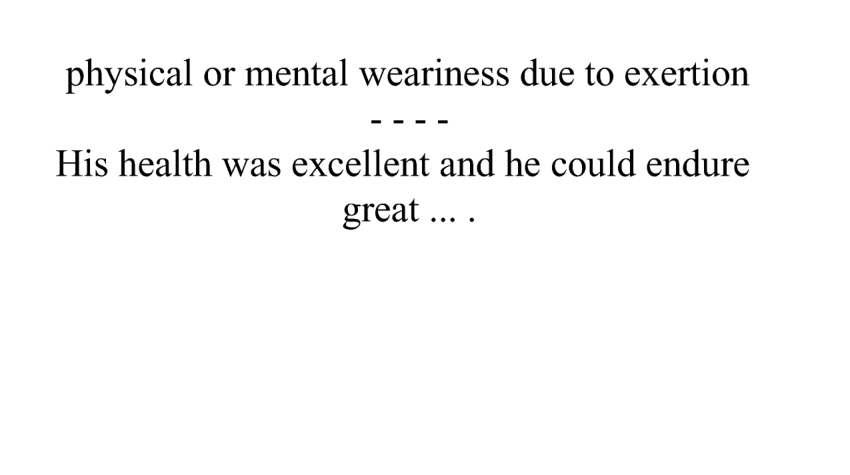 physical or mental weariness due to exertion
- - - -
His health was excellent and he could endure
great ... .